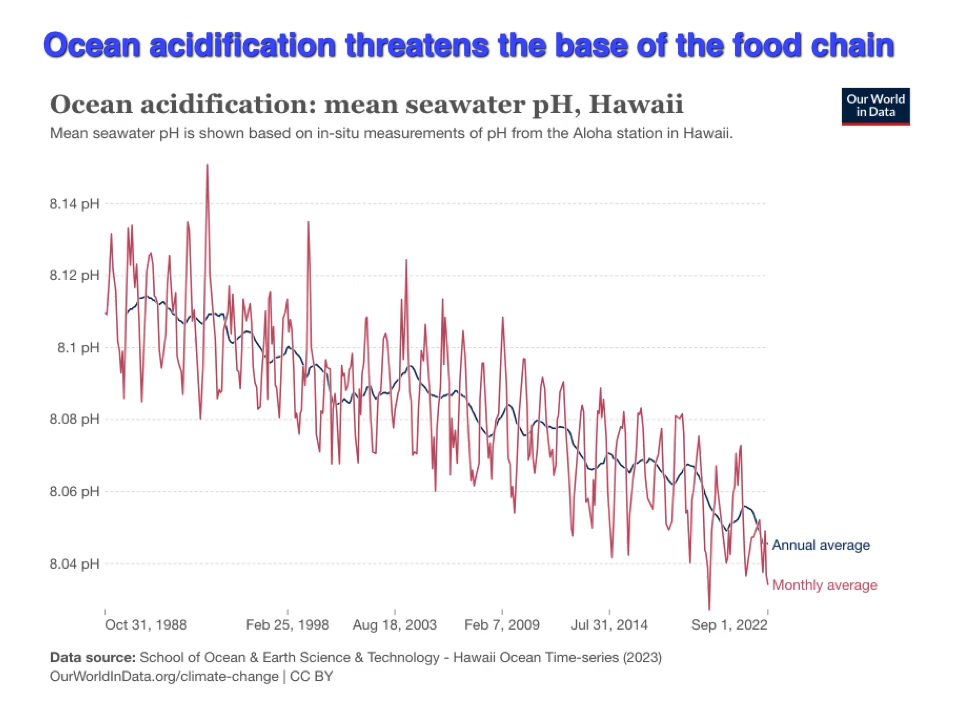 Ocean acidification threatens the base of the food chain
Ocean acidification: mean seawater pH, Hawaii
Our World
in Data
Mean seawater pH is shown based on in-situ measurements of pH from the Aloha station in Hawaii.
8.14 pH
8.12 pH
8.1 pH
8.08 pH
8.06 pH
8.04 pH
Annual average
Monthly average
Oct 31, 1988 Feb 25, 1998 Aug 18, 2003 Feb 7, 2009 Jul 31, 2014 Sep 1, 2022
Data source: School of Ocean & Earth Science & Technology - Hawaii Ocean Time-series (2023)
OurWorldInData.org/climate-change | CC BY